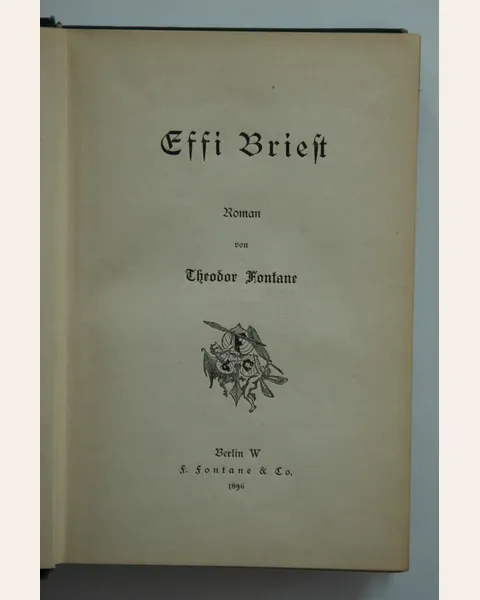 Effi Briest
Roman
von
Theodor Fontane
F
& C
Berlin W
F. Fontane & Co.
1896